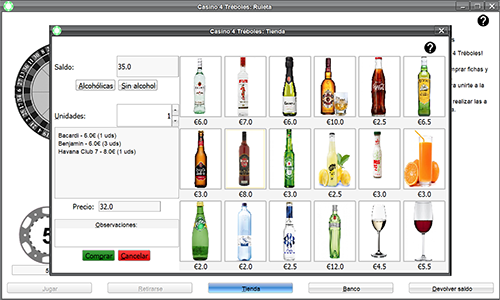 Casino 4 Tréboles: Ruleta
Casino 4 Tréboles: Tienda
?
?
Saldo: 35.0
Alcohólicas Sin alcohol
Unidades: 1
Bacardi - 6.0€ (1 uds)
Benjamin - 6.0€ (3 uds)
Havana Club 7 - 8.0€ (1 uds)
Precio: 32.0
Observaciones:
Comprar Cancelar
€6.0 €7.0 €6.0 €10.0 €2.5 €6.5
€3.0 €8.0 €3.0 €2.5 €3.0 €3.0
€2.0 €2.0 €2.5 €12.0 €4.5 €5.5
s
4 Tréboles!
mprar fichas y
ara unirte a la
realizar las a
5
Jugar Retirarse Tienda Banco Devolver saldo